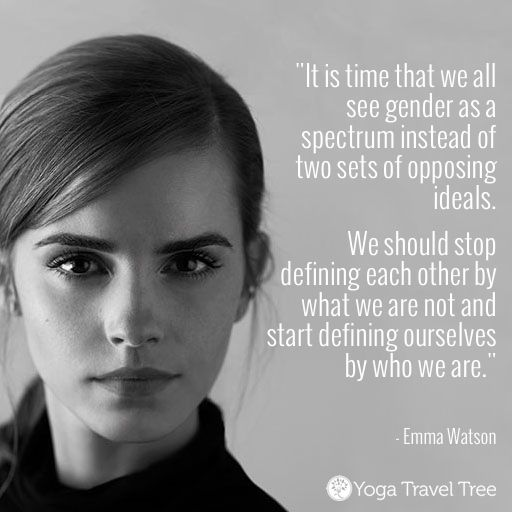 "It is time that we all
see gender as a
spectrum instead of
two sets of opposing
ideals.
We should stop
defining each other by
what we are not and
start defining ourselves
by who we are."
- Emma Watson
Yoga Travel Tree